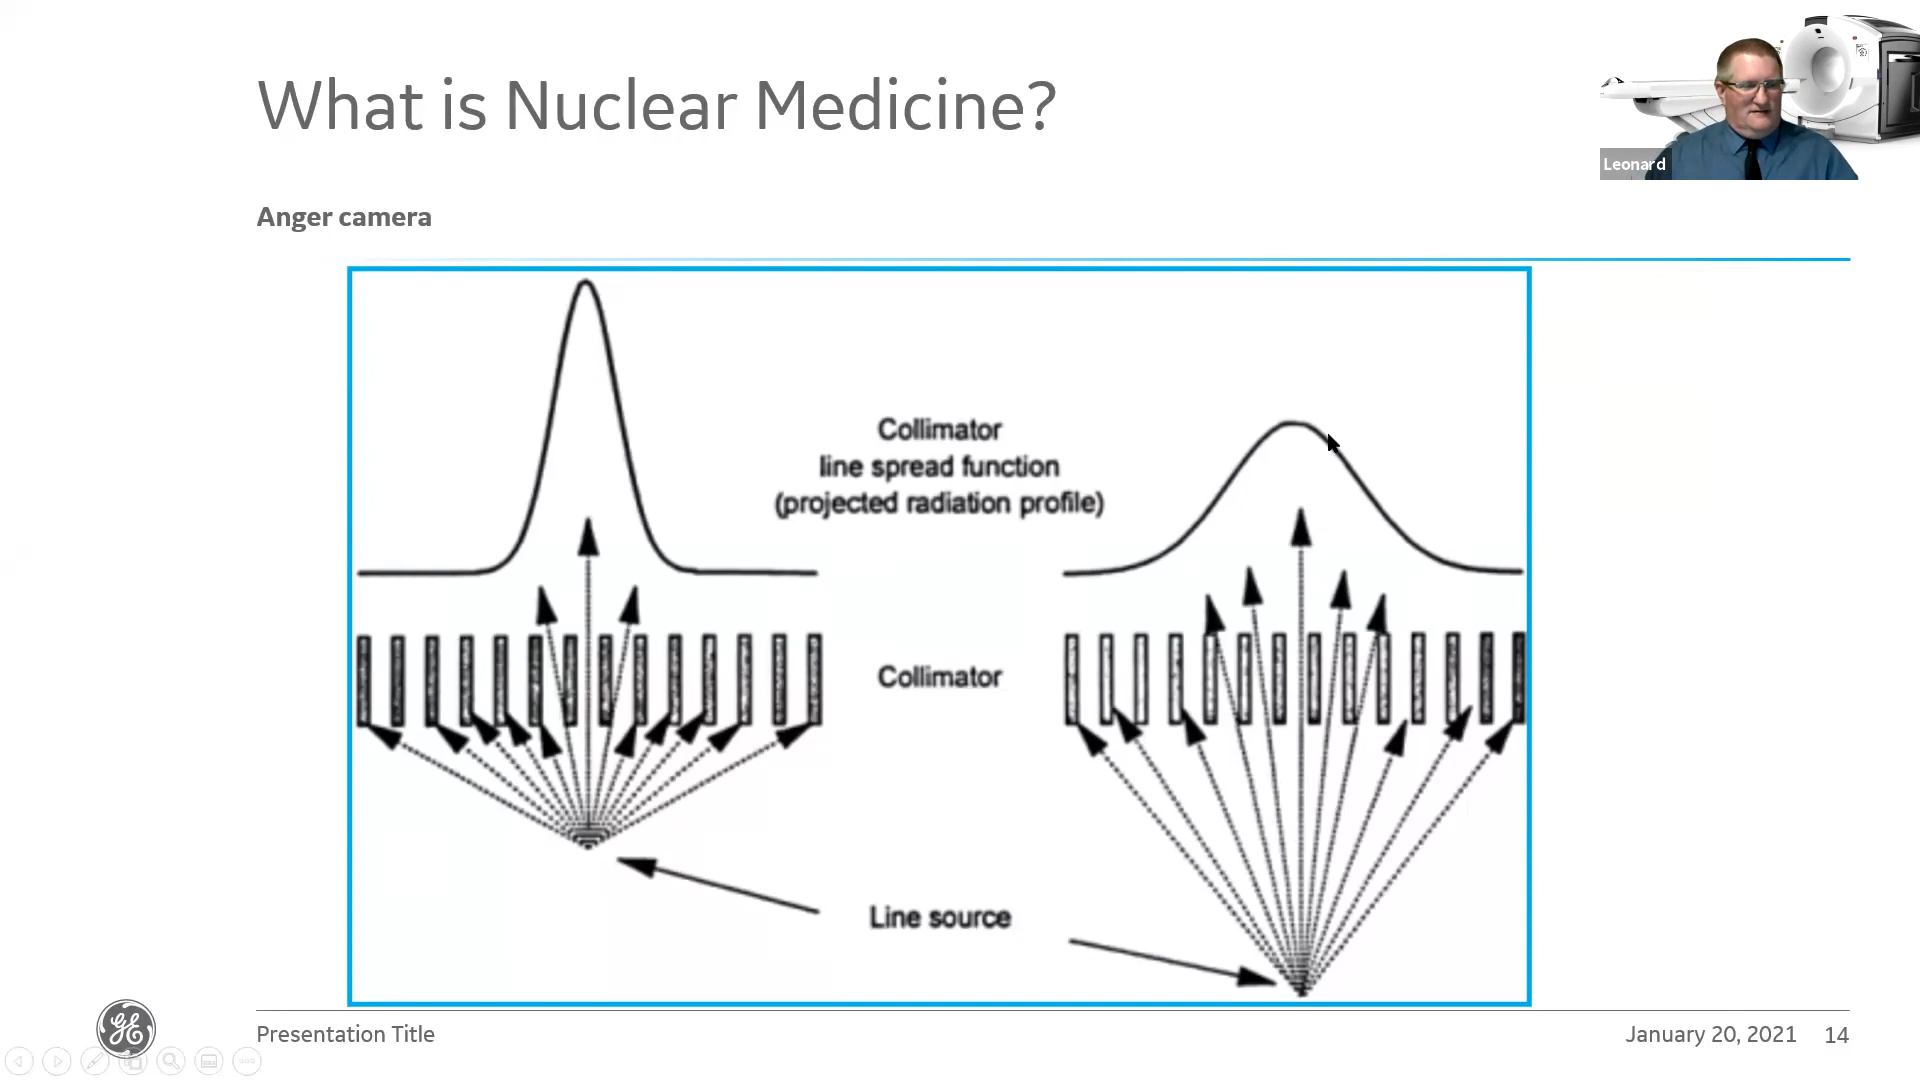 What is Nuclear Medicine?
Leonard
Anger camera
Collimator
line spread function
(projected radiation profile)
Collimator
Line source
GE
Presentation Title
January 20, 2021
14